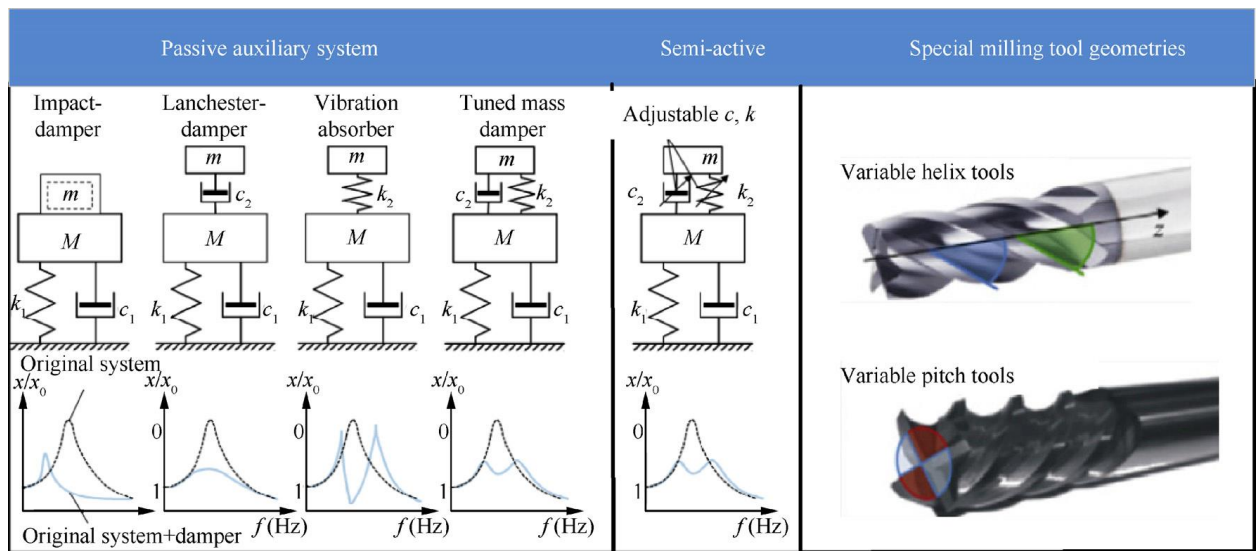 Passive auxiliary system
Semi-active
Special milling tool geometries
Impact-
damper
Lanchester-
damper
Vibration
absorber
Tuned mass
damper
Adjustable c, k
m
M
k1
c1
m
c2
M
k1
c1
m
k2
M
k1
c1
m
c2
k2
M
k1
c1
m
c2
k2
M
k1
c1
Variable helix tools
z
Original system
x/x0
Original system+damper
x/x0
0
1
f (Hz)
x/x0
0
1
f (Hz)
x/x0
0
1
f (Hz)
x/x0
0
1
f (Hz)
Variable pitch tools